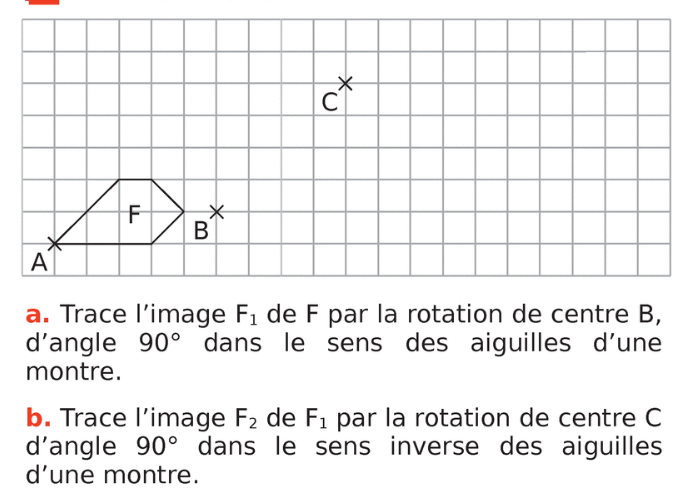 C
F
B
A
a. Trace l’image F₁ de F par la rotation de centre B,
d’angle 90° dans le sens des aiguilles d’une
montre.
b. Trace l’image F₂ de F₁ par la rotation de centre C
d’angle 90° dans le sens inverse des aiguilles
d’une montre.